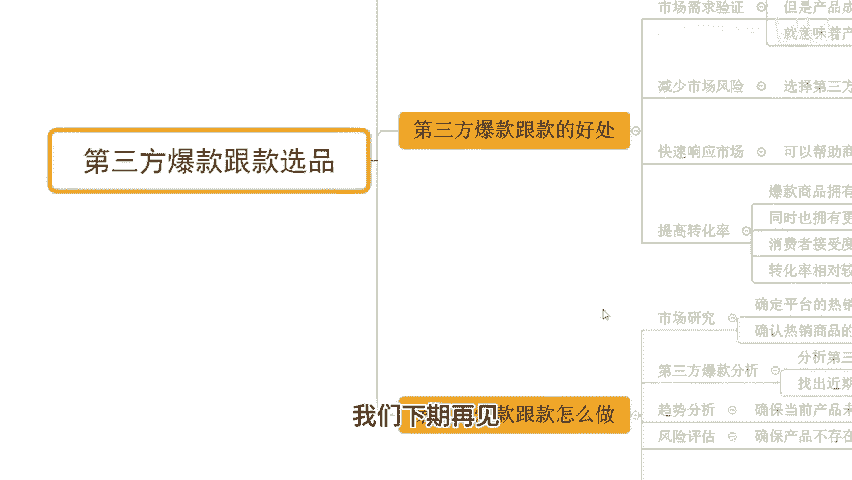 市场需求验证
但是产品成
就意味着产
减少市场风险
选择第三方
第三方爆款跟款的好处
第三方爆款跟款选品
快速响应市场
可以帮助商
爆款商品拥有
同时也拥有更
提高转化率
消费者接受度
转化率相对较
确定平台的热销
市场研究
确认热销商品的
分析第三
第三方爆款分析
找出近期
我们下期再见
款跟款怎么做
趋势分析
确保当前产品未
风险评估
确保产品不存在